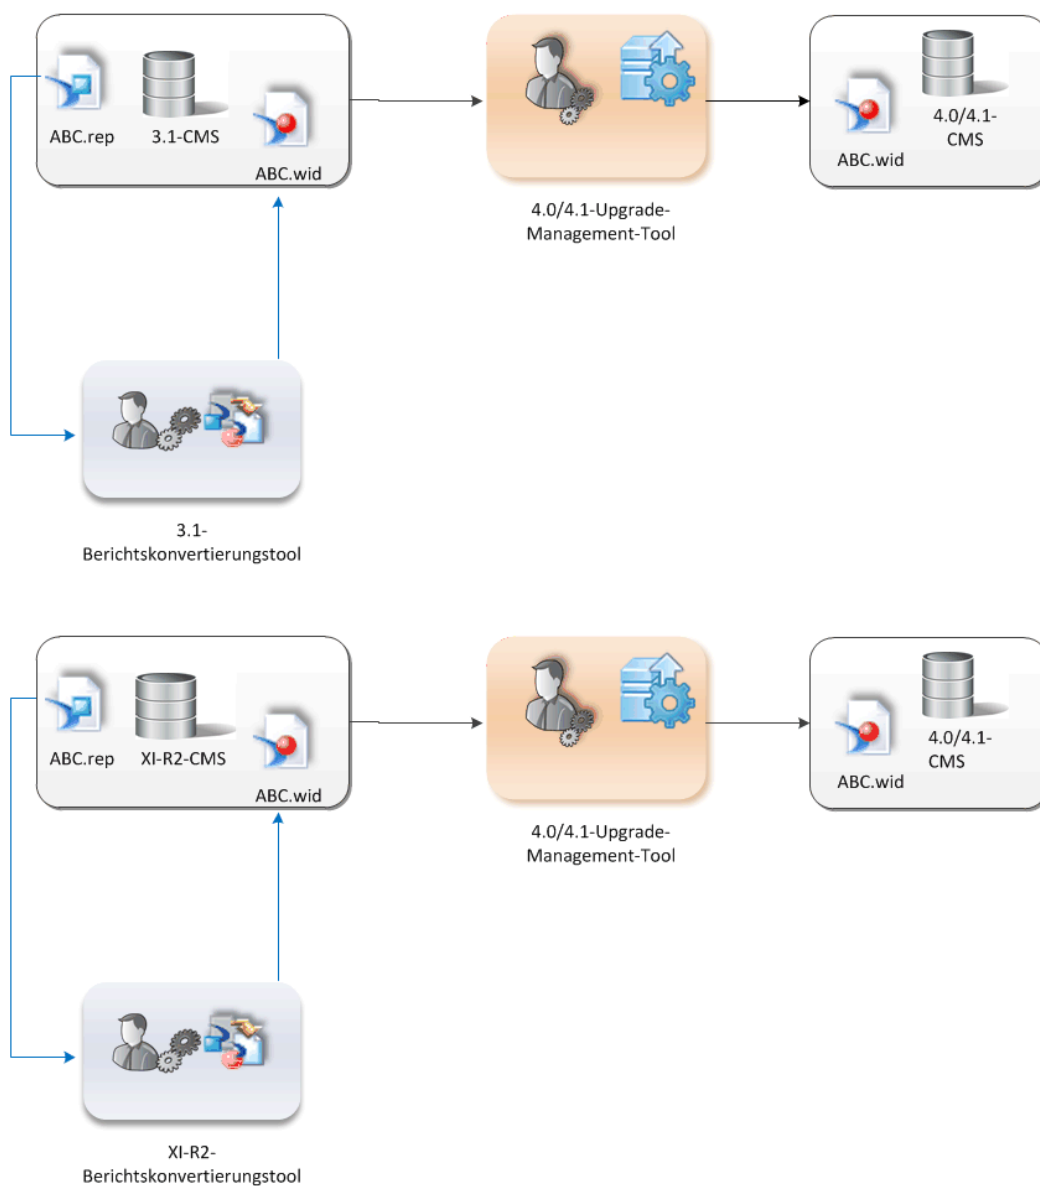 ABC.rep
3.1-CMS
ABC.wid
4.0/4.1-Upgrade-
Management-Tool
ABC.wid
4.0/4.1-
CMS
3.1-
Berichtskonvertierungstool
ABC.rep
XI-R2-CMS
ABC.wid
4.0/4.1-Upgrade-
Management-Tool
ABC.wid
4.0/4.1-
CMS
XI-R2-
Berichtskonvertierungstool